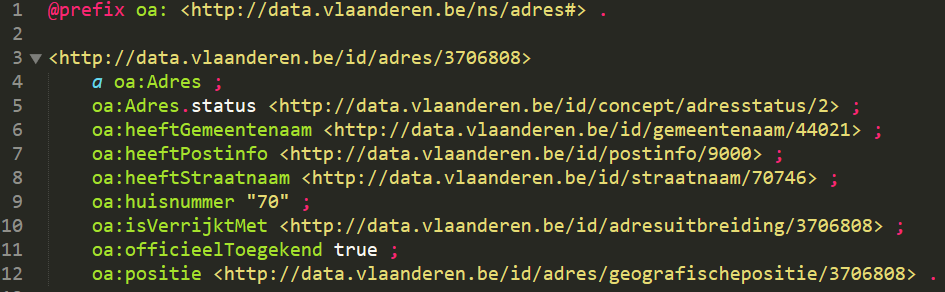 1 @prefix oa: <http://data.vlaanderen.be/ns/adres#> .
2
3 <http://data.vlaanderen.be/id/adres/3706808>
4 a oa:Adres ;
5 oa:Adres.status <http://data.vlaanderen.be/id/concept/adresstatus/2> ;
6 oa:heeftGemeentenaam <http://data.vlaanderen.be/id/gemeentenaam/44021> ;
7 oa:heeftPostinfo <http://data.vlaanderen.be/id/postinfo/9000> ;
8 oa:heeftStraatnaam <http://data.vlaanderen.be/id/straatnaam/70746> ;
9 oa:huisnummer "70" ;
10 oa:isVerrijktMet <http://data.vlaanderen.be/id/adresuitbreiding/3706808> ;
11 oa:officieelToegekend true ;
12 oa:positie <http://data.vlaanderen.be/id/adres/geografischepositie/3706808> .